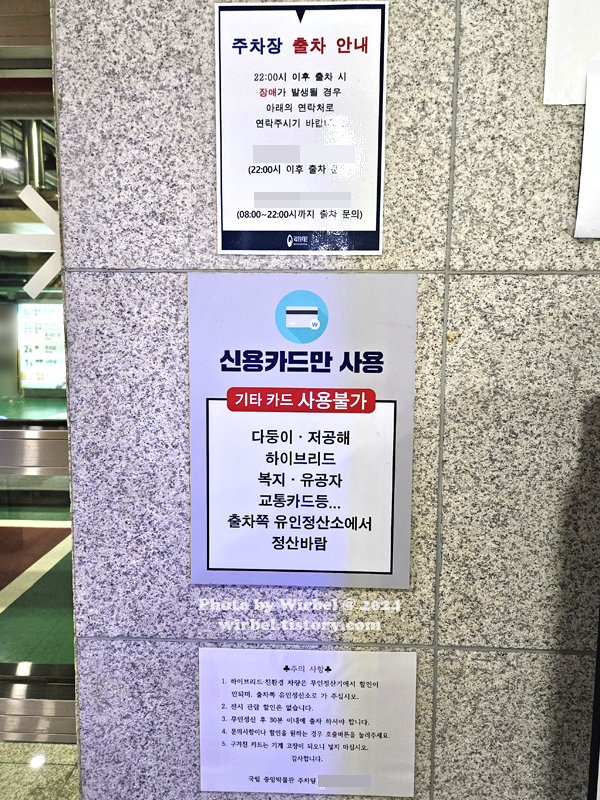 주차장 출차 안내
22:00시 이후 출차 시
장애가 발생될 경우
아래의 연락처로
연락주시기 바랍니다
(22:00시 이후 출차
(08:00~22:00시까지 출차 문의)
W
신용카드만 사용
기타 카드 사용불가
다둥이 · 저공해
하이브리드
복지 · 유공자
교통카드등...
출차쪽 유인정산소에서
정산바람
Photo by Wirbel @ 2024
wirbel.tistory.com
♣주의 사항♣
1. 하이브리드·친환경 차량은 무인정산기에서 할인이
안되며, 출차쪽 유인정산소로 가 주십시오.
2. 전시 관람 할인은 없습니다.
3. 무인정산 후 30분 이내에 출차 하셔야 합니다.
4. 문의사항이나 할인을 원하는 경우 호출버튼을 눌러주세요.
5. 구겨진 카드는 기계 고장이 되오니 넣지 마십시오.
감사합니다.
국립 중앙박물관 주차팀